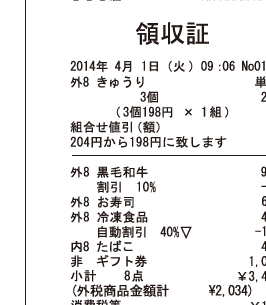 領収証
2014年 4月 1日 (火) 09:06 No01
外8 きゅうり 単
3個 2
(3個198円 × 1組)
組合せ値引(額)
204円から198円に致します
外8 黒毛和牛 9
割引 10% -
外8 お寿司 6
外8 冷凍食品 4
自動割引 40%▽ -1
内8 たばこ 4
非 ギフト券 1,0
小計 8点 ¥3,4
(外税商品金額計 ¥2,034)
消費税等